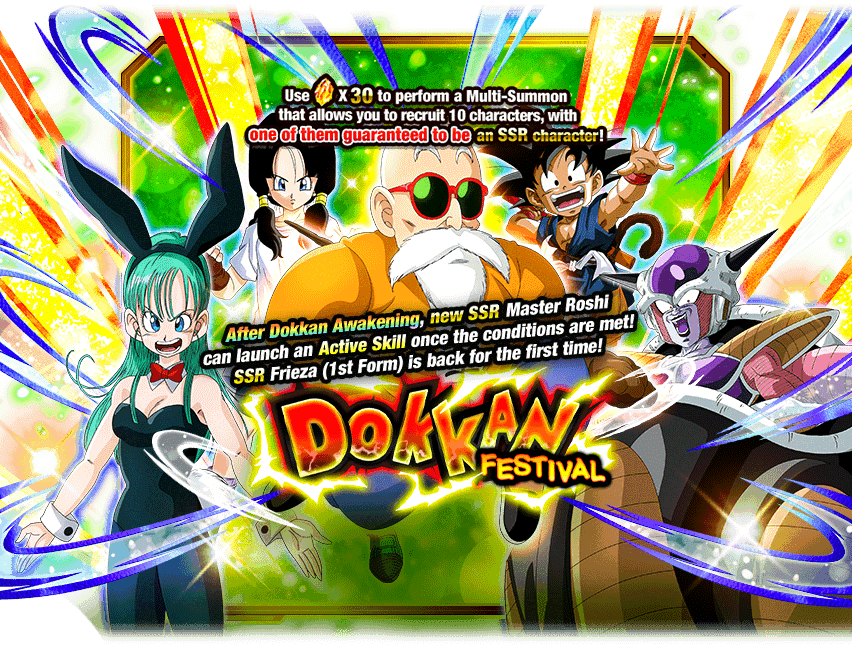 Use X 30 to perform a Multi-Summon
that allows you to recruit 10 characters, with
one of them guaranteed to be an SSR character!
After Dokkan Awakening, new SSR Master Roshi
can launch an Active Skill once the conditions are met!
SSR Frieza (1st Form) is back for the first time!
DOKKAN
FESTIVAL